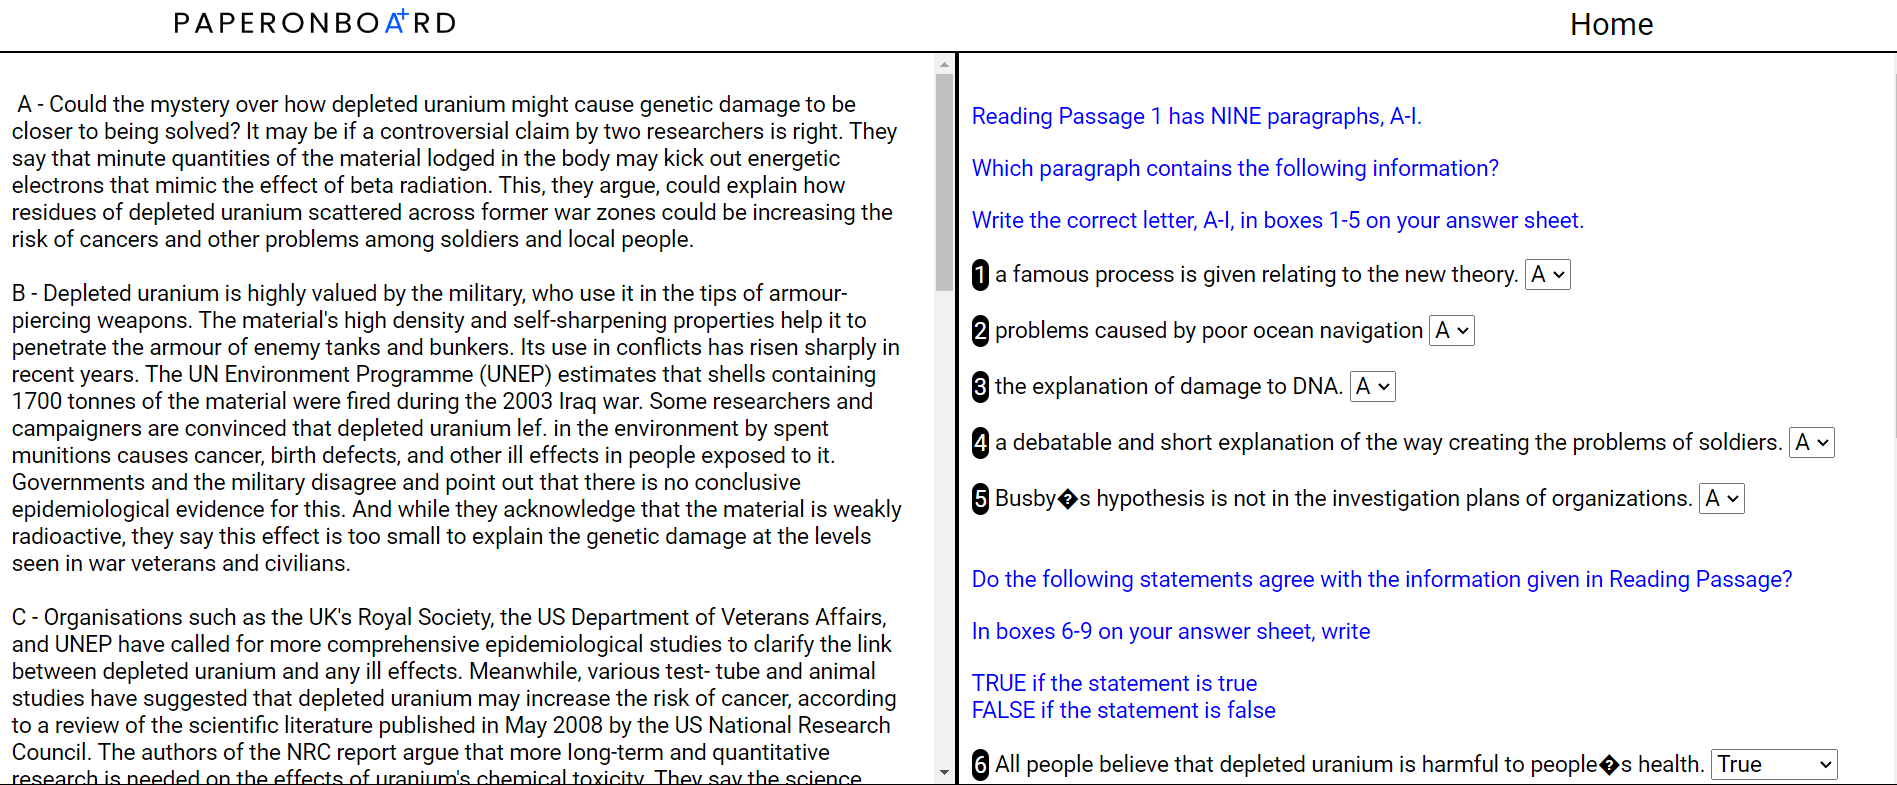 PAPERONBOA+RD
Home
A - Could the mystery over how depleted uranium might cause genetic damage to be
closer to being solved? It may be if a controversial claim by two researchers is right. They
say that minute quantities of the material lodged in the body may kick out energetic
electrons that mimic the effect of beta radiation. This, they argue, could explain how
residues of depleted uranium scattered across former war zones could be increasing the
risk of cancers and other problems among soldiers and local people.
B - Depleted uranium is highly valued by the military, who use it in the tips of armour-
piercing weapons. The material's high density and self-sharpening properties help it to
penetrate the armour of enemy tanks and bunkers. Its use in conflicts has risen sharply in
recent years. The UN Environment Programme (UNEP) estimates that shells containing
1700 tonnes of the material were fired during the 2003 Iraq war. Some researchers and
campaigners are convinced that depleted uranium lef. in the environment by spent
munitions causes cancer, birth defects, and other ill effects in people exposed to it.
Governments and the military disagree and point out that there is no conclusive
epidemiological evidence for this. And while they acknowledge that the material is weakly
radioactive, they say this effect is too small to explain the genetic damage at the levels
seen in war veterans and civilians.
C - Organisations such as the UK's Royal Society, the US Department of Veterans Affairs,
and UNEP have called for more comprehensive epidemiological studies to clarify the link
between depleted uranium and any ill effects. Meanwhile, various test- tube and animal
studies have suggested that depleted uranium may increase the risk of cancer, according
to a review of the scientific literature published in May 2008 by the US National Research
Council. The authors of the NRC report argue that more long-term and quantitative
research is needed on the effects of uranium's chemical toxicity. They say the science
Reading Passage 1 has NINE paragraphs, A-I.
Which paragraph contains the following information?
Write the correct letter, A-I, in boxes 1-5 on your answer sheet.
1 a famous process is given relating to the new theory. A
2 problems caused by poor ocean navigation A
3 the explanation of damage to DNA. A
4 a debatable and short explanation of the way creating the problems of soldiers. A
5 Busby�s hypothesis is not in the investigation plans of organizations. A
Do the following statements agree with the information given in Reading Passage?
In boxes 6-9 on your answer sheet, write
TRUE if the statement is true
FALSE if the statement is false
6 All people believe that depleted uranium is harmful to people�s health. True